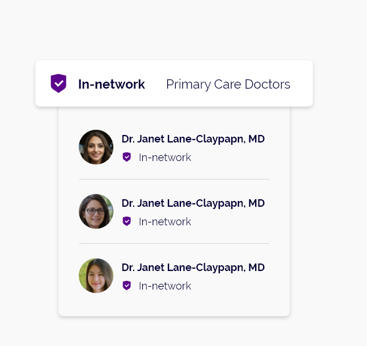 In-network Primary Care Doctors
Dr. Janet Lane-Claypapn, MD
In-network
Dr. Janet Lane-Claypapn, MD
In-network
Dr. Janet Lane-Claypapn, MD
In-network